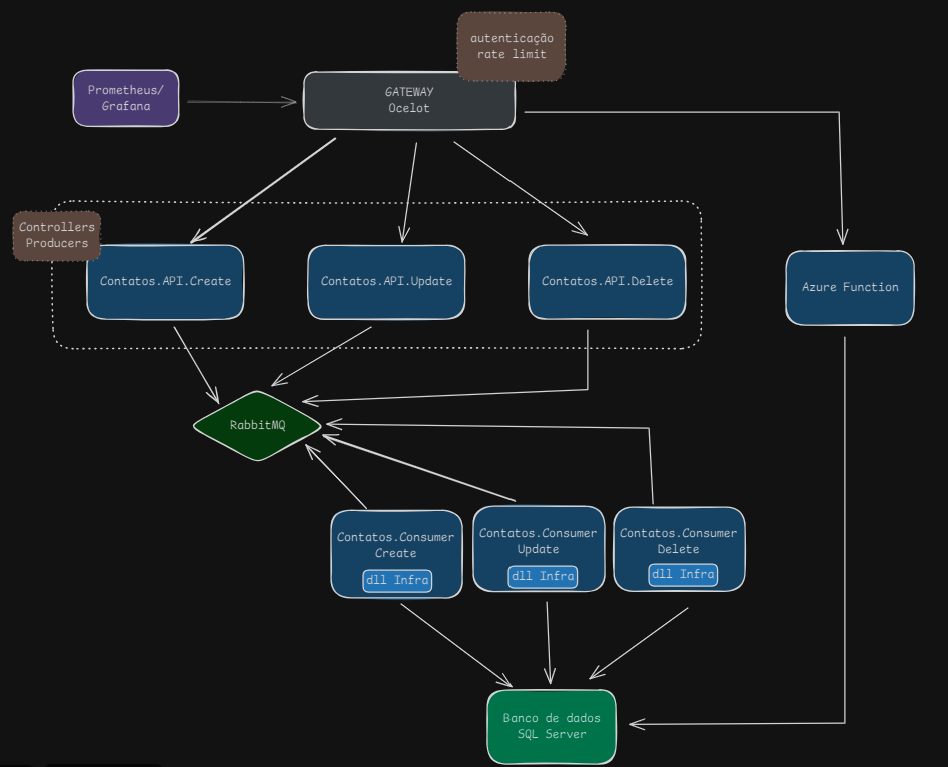 autenticação
rate limit
Prometheus/
Grafana
GATEWAY
Ocelot
Controllers
Producers
Contatos.API.Create
Contatos.API.Update
Contatos.API.Delete
Azure Function
RabbitMQ
Contatos.Consumer
Create
dll Infra
Contatos.Consumer
Update
dll Infra
Contatos.Consumer
Delete
dll Infra
Banco de dados
SQL Server